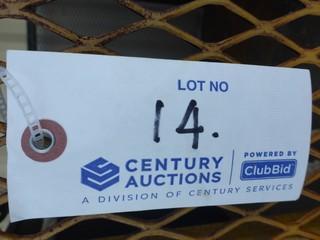 LOT NO
14.
CENTURY AUCTIONS
POWERED BY
ClubBid
A DIVISION OF CENTURY SERVICES